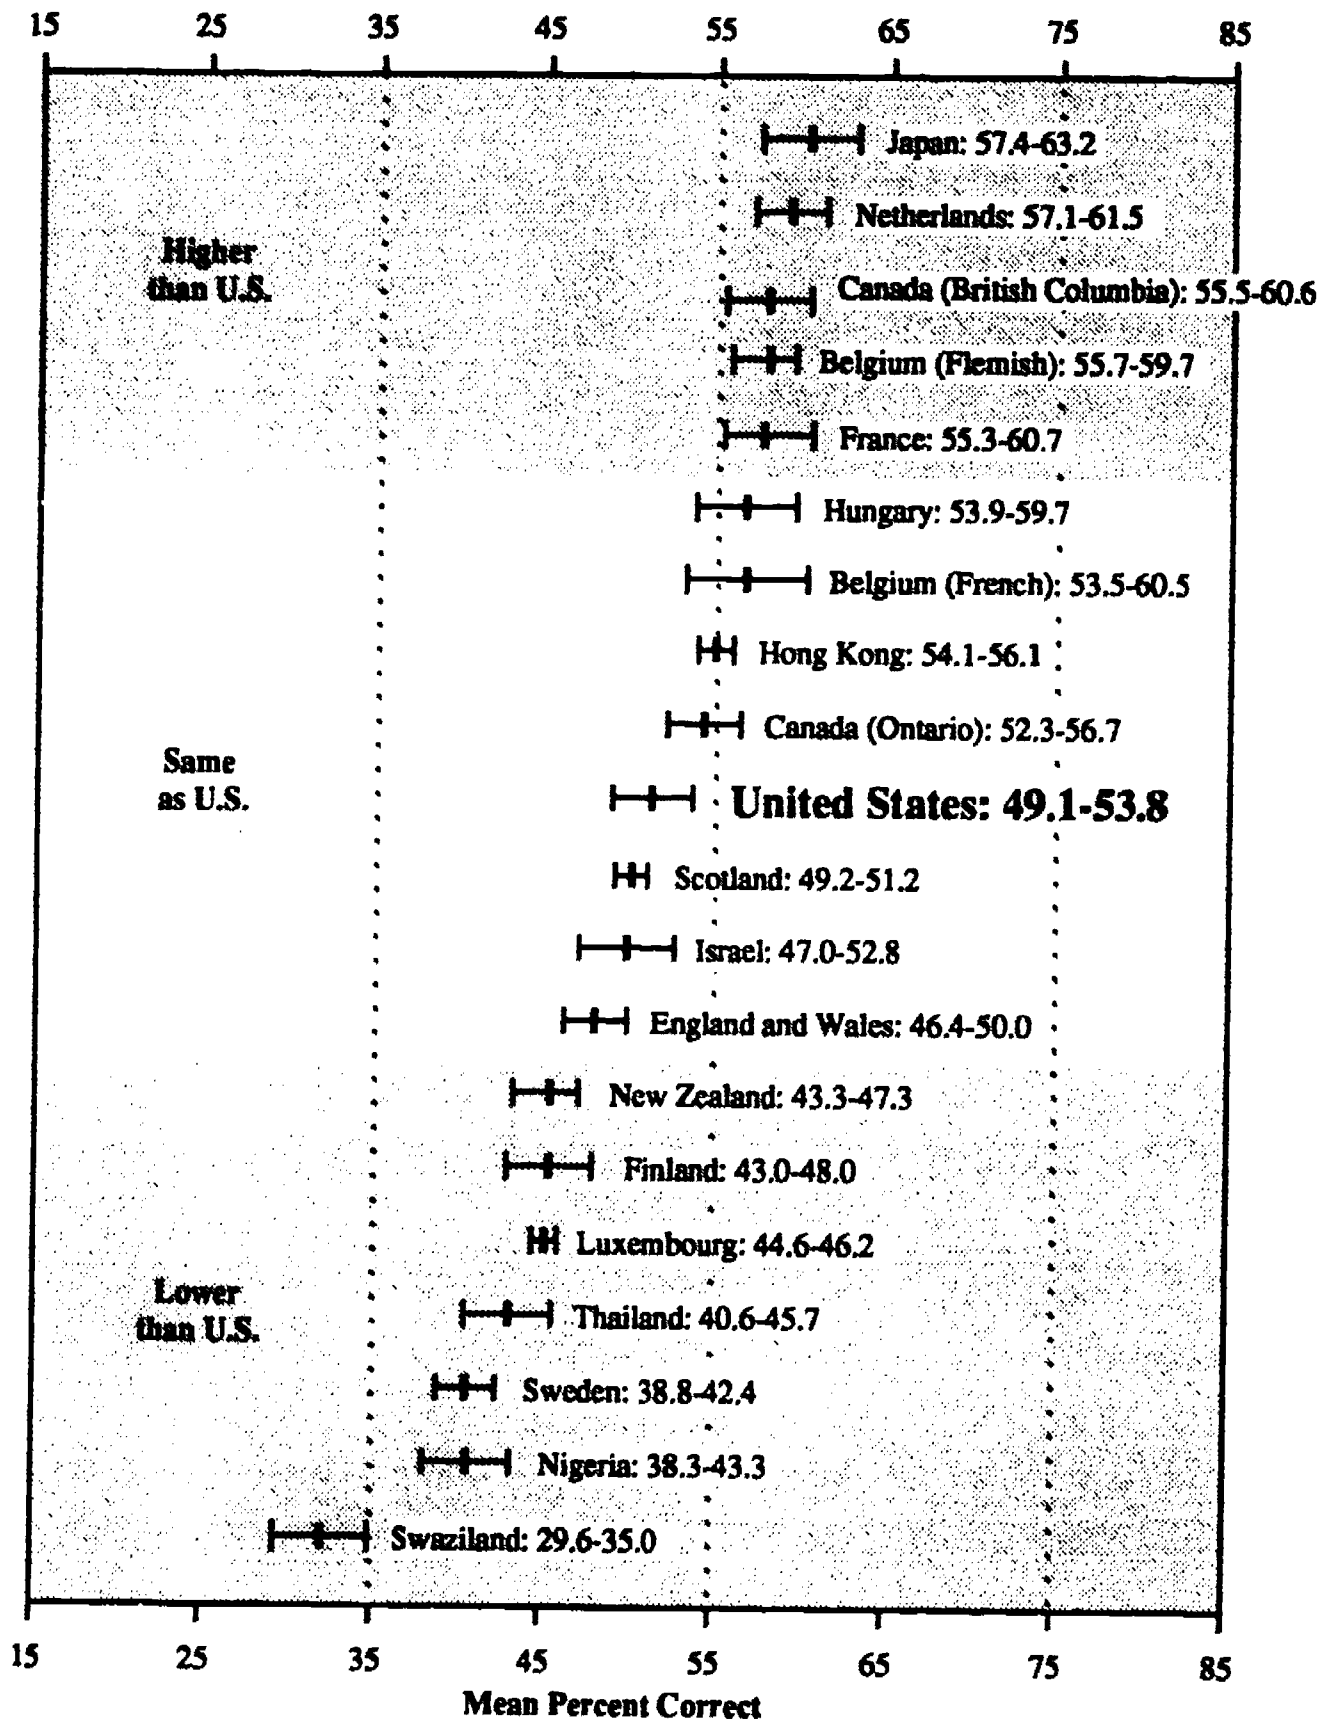 15 25 35 45 55 65 75 85
Japan: 57.4-63.2
Netherlands: 57.1-61.5
Higher
than U.S.
Canada (British Columbia): 55.5-60.6
Belgium (Flemish): 55.7-59.7
France: 55.3-60.7
Hungary: 53.9-59.7
Belgium (French): 53.5-60.5
Hong Kong: 54.1-56.1
Canada (Ontario): 52.3-56.7
Same
as U.S.
United States: 49.1-53.8
Scotland: 49.2-51.2
Israel: 47.0-52.8
England and Wales: 46.4-50.0
New Zealand: 43.3-47.3
Finland: 43.0-48.0
Luxembourg: 44.6-46.2
Lower
than U.S.
Thailand: 40.6-45.7
Sweden: 38.8-42.4
Nigeria: 38.3-43.3
Swaziland: 29.6-35.0
15 25 35 45 55 65 75 85
Mean Percent Correct